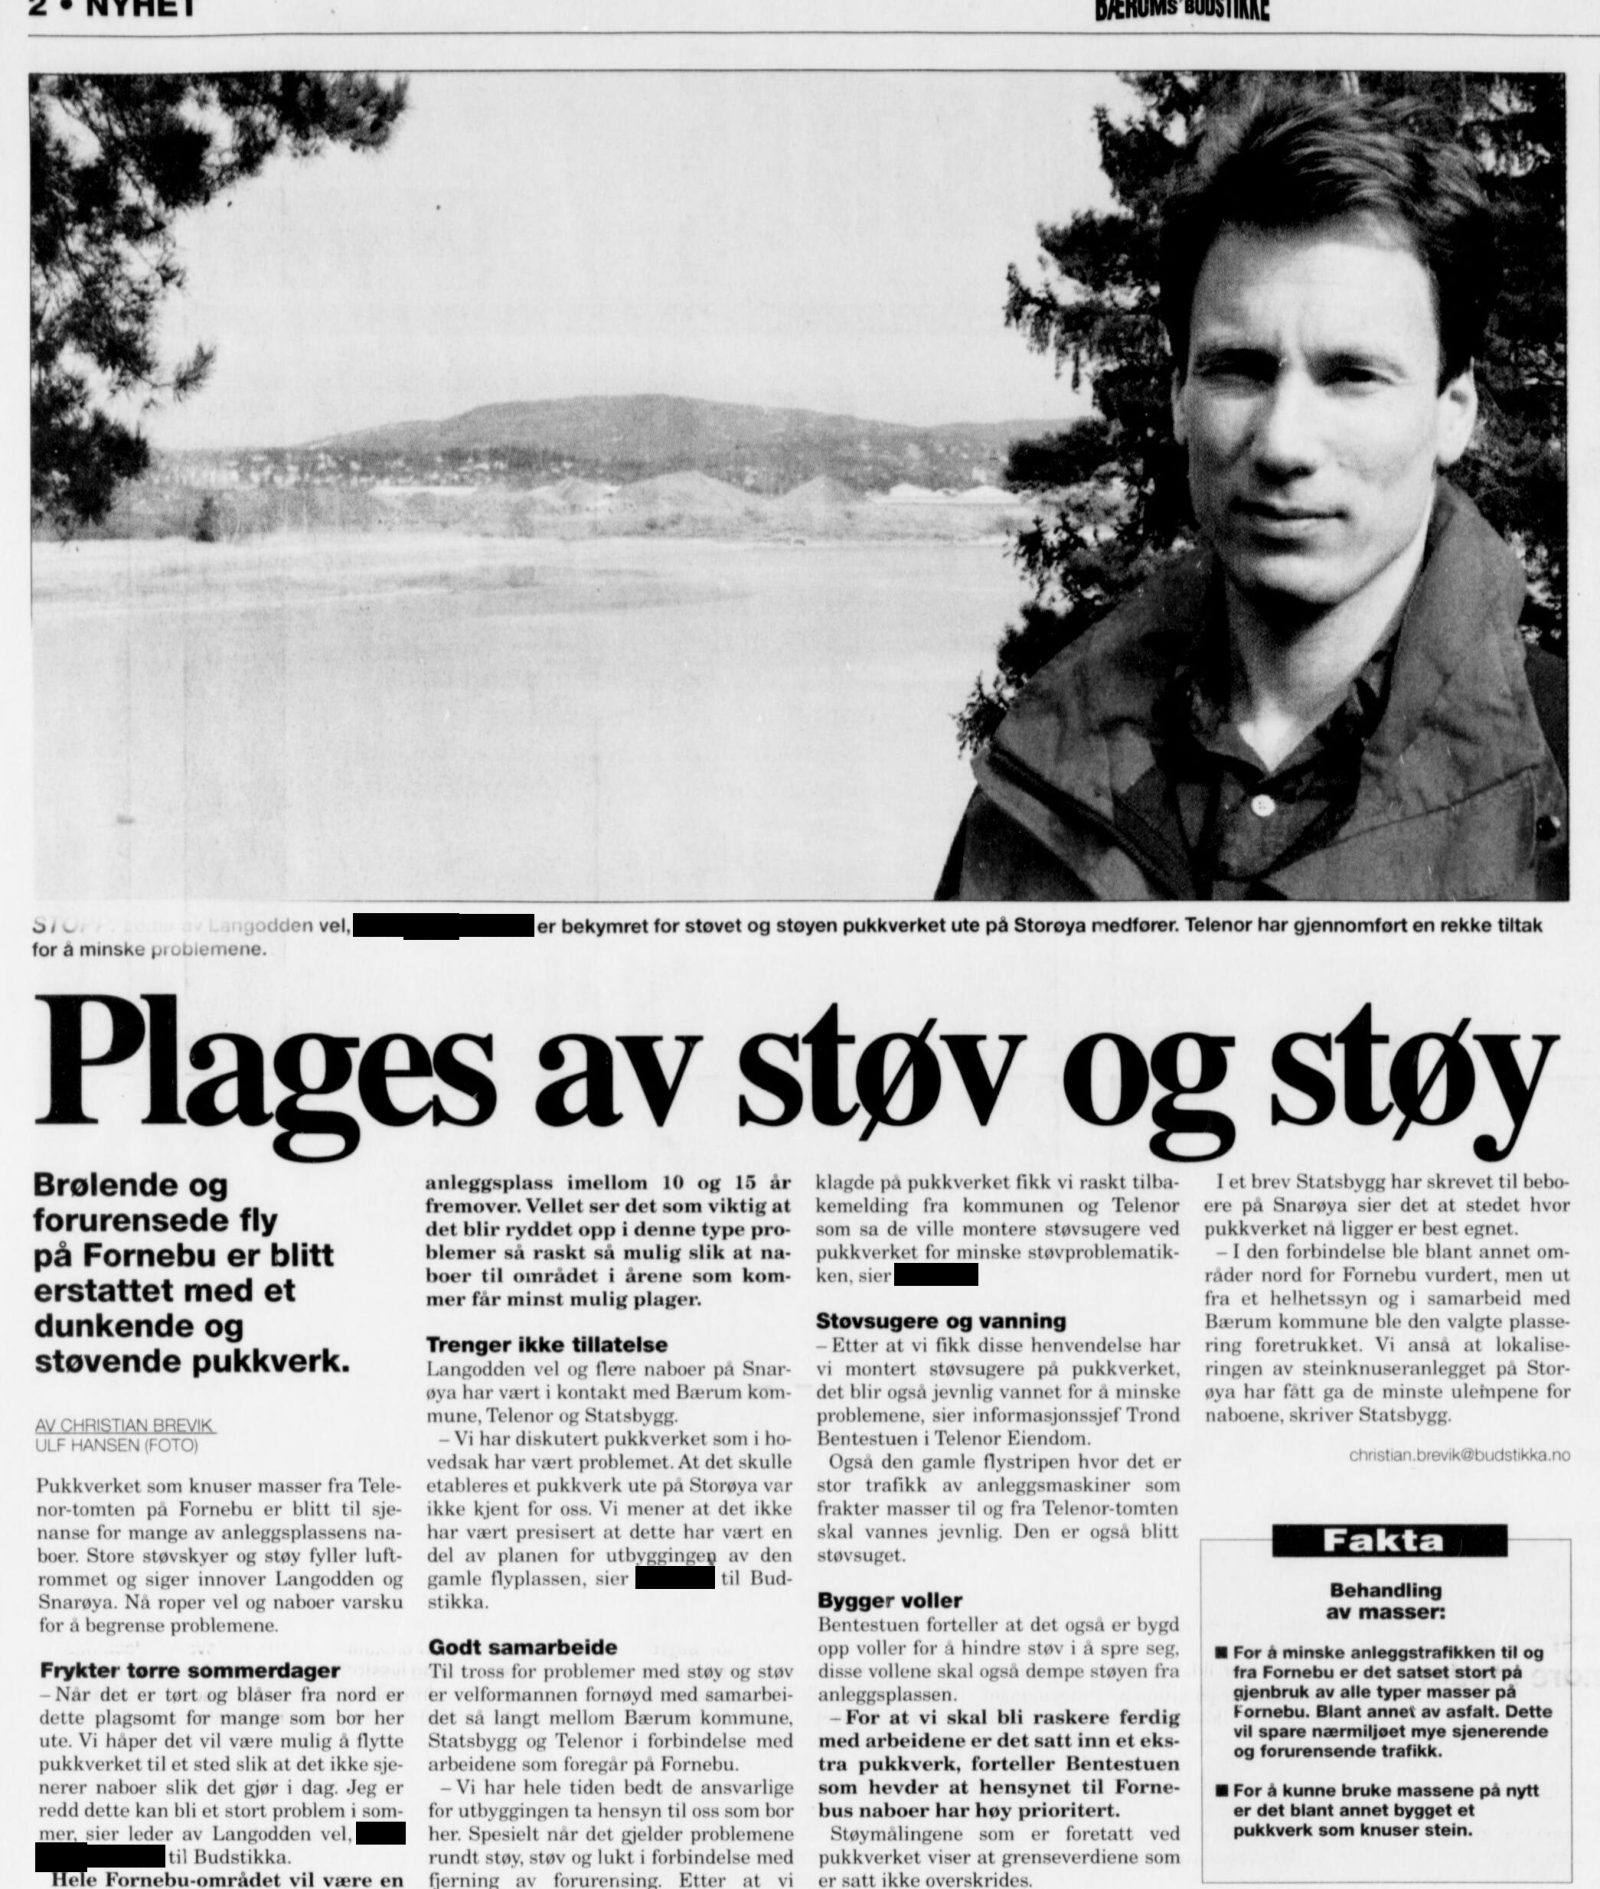 2 • NYHET
BÆRUMS BUDSTIKKE
Langodden vel, er bekymret for støvet og støyen pukkverket ute på Storøya medfører. Telenor har gjennomført en rekke tiltak
for å minske problemene.
Plages av støv og støy
Brølende og
forurensede fly
på Fornebu er blitt
erstattet med et
dunkende og
støvende pukkverk.
AV CHRISTIAN BREVIK
ULF HANSEN (FOTO)
Pukkverket som knuser masser fra Tele-
nor-tomten på Fornebu er blitt til sje-
nanse for mange av anleggsplassens na-
boer. Store støvskyer og støy fyller luft-
rommet og siger innover Langodden og
Snarøya. Nå roper vel og naboer varsku
for å begrense problemene.
Frykter tørre sommerdager
– Når det er tørt og blåser fra nord er
dette plagsomt for mange som bor her
ute. Vi håper det vil være mulig å flytte
pukkverket til et sted slik at det ikke sje-
nerer naboer slik det gjør i dag. Jeg er
redd dette kan bli et stort problem i som-
mer, sier leder av Langodden vel,
til Budstikka.
Hele Fornebu-området vil være en
anleggsplass imellom 10 og 15 år
fremover. Vellet ser det som viktig at
det blir ryddet opp i denne type pro-
blemer så raskt så mulig slik at na-
boer til området i årene som kom-
mer får minst mulig plager.
Trenger ikke tillatelse
Langodden vel og flere naboer på Snar-
øya har vært i kontakt med Bærum kom-
mune, Telenor og Statsbygg.
– Vi har diskutert pukkverket som i ho-
vedsak har vært problemet. At det skulle
etableres et pukkverk ute på Storøya var
ikke kjent for oss. Vi mener at det ikke
har vært presisert at dette har vært en
del av planen for utbyggingen av den
gamle flyplassen, sier til Bud-
stikka.
Godt samarbeide
Til tross for problemer med støy og støv
er velformannen fornøyd med samarbei-
det så langt mellom Bærum kommune,
Statsbygg og Telenor i forbindelse med
arbeidene som foregår på Fornebu.
– Vi har hele tiden bedt de ansvarlige
for utbyggingen ta hensyn til oss som bor
her. Spesielt når det gjelder problemene
rundt støy, støv og lukt i forbindelse med
fjerning av forurensing. Etter at vi
klagde på pukkverket fikk vi raskt tilba-
kemelding fra kommunen og Telenor
som sa de ville montere støvsugere ved
pukkverket for minske støvproblematik-
ken, sier
Støvsugere og vanning
– Etter at vi fikk disse henvendelse har
vi montert støvsugere på pukkverket,
det blir også jevnlig vannet for å minske
problemene, sier informasjonssjef Trond
Bentestuen i Telenor Eiendom.
Også den gamle flystripen hvor det er
stor trafikk av anleggsmaskiner som
frakter masser til og fra Telenor-tomten
skal vannes jevnlig. Den er også blitt
støvsuget.
Bygger voller
Bentestuen forteller at det også er bygd
opp voller for å hindre støv i å spre seg,
disse vollene skal også dempe støyen fra
anleggsplassen.
– For at vi skal bli raskere ferdig
med arbeidene er det satt inn et eks-
tra pukkverk, forteller Bentestuen
som hevder at hensynet til Forne-
bus naboer har høy prioritert.
Støymålingene som er foretatt ved
pukkverket viser at grenseverdiene som
er satt ikke overskrides.
I et brev Statsbygg har skrevet til bebo-
ere på Snarøya sier det at stedet hvor
pukkverket nå ligger er best egnet.
– I den forbindelse ble blant annet om-
råder nord for Fornebu vurdert, men ut
fra et helhetssyn og i samarbeid med
Bærum kommune ble den valgte plasse-
ring foretrukket. Vi anså at lokalise-
ringen av steinknuseranlegget på Stor-
øya har fått ga de minste ulempene for
naboene, skriver Statsbygg.
christian.brevik@budstikka.no
Fakta
Behandling
av masser:
■ For å minske anleggstrafikken til og
fra Fornebu er det satset stort på
gjenbruk av alle typer masser på
Fornebu. Blant annet av asfalt. Dette
vil spare nærmiljøet mye sjenerende
og forurensende trafikk.
■ For å kunne bruke massene på nytt
er det blant annet bygget et
pukkverk som knuser stein.